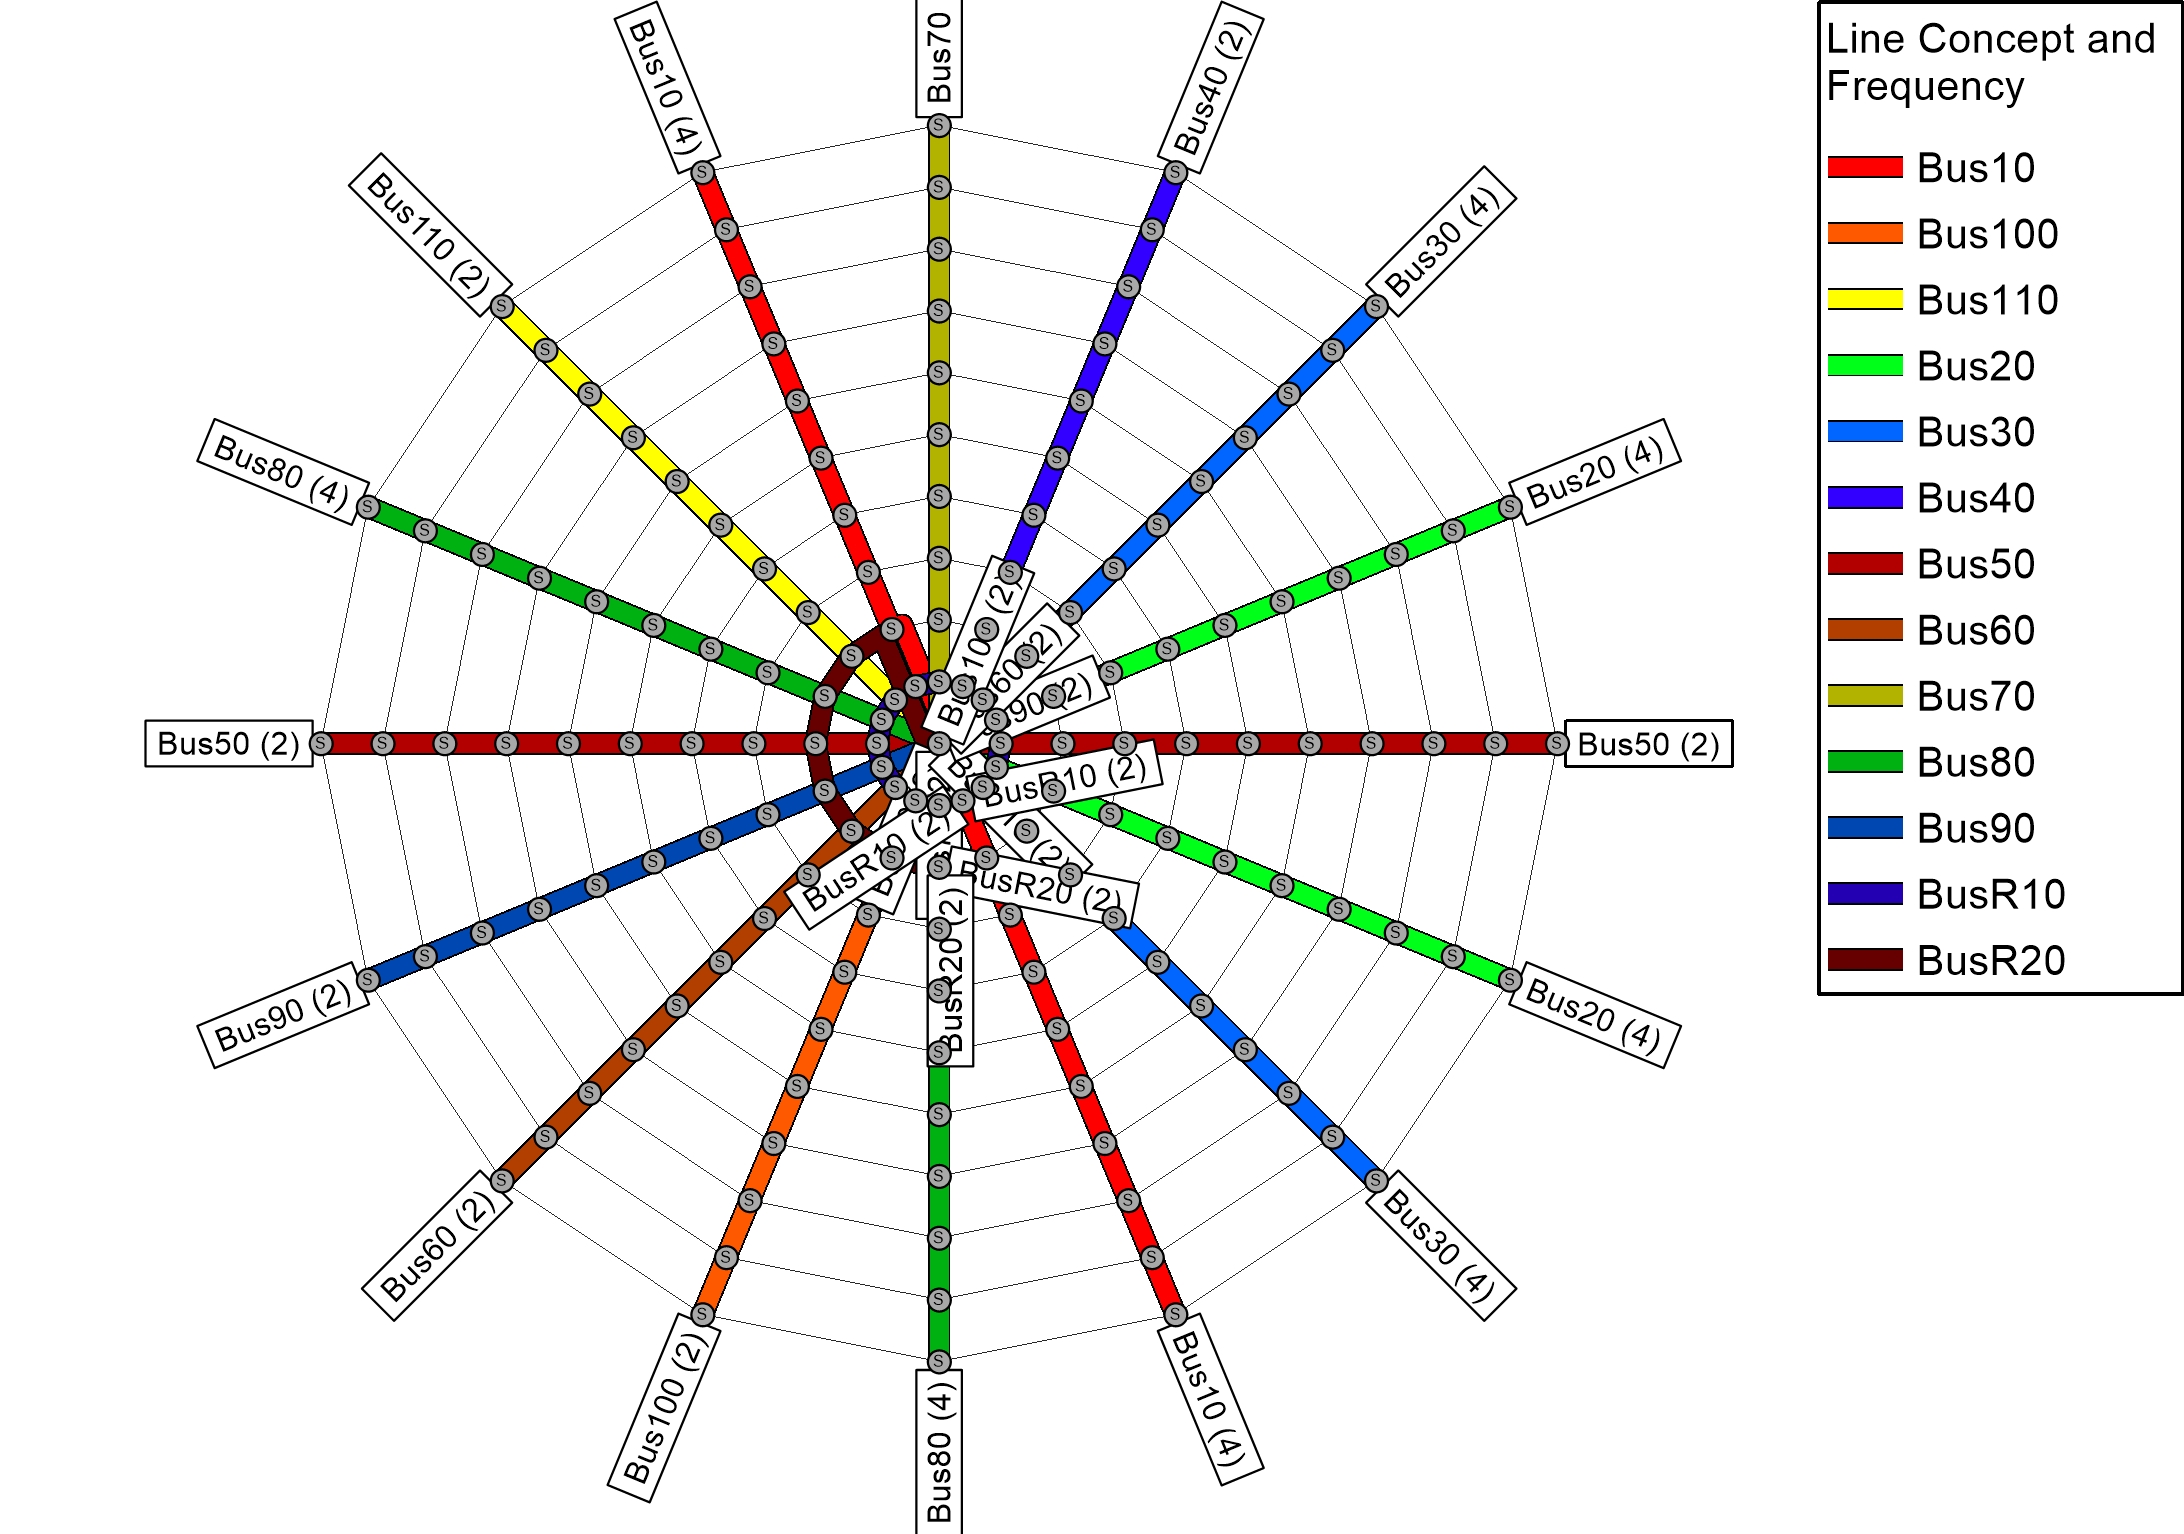 Bus70
Bus10 (4)
Bus40 (2)
Bus110 (2)
Bus30 (4)
Bus80 (4)
Bus20 (4)
Bus50 (2)
Bus50 (2)
BusR10 (2)
BusR10 (2)
BusR20 (2)
BusR20 (2)
Bus90 (2)
Bus20 (4)
Bus60 (2)
Bus30 (4)
Bus100 (2)
Bus80 (4)
Bus10 (4)
Line Concept and
Frequency
Bus10
Bus100
Bus110
Bus20
Bus30
Bus40
Bus50
Bus60
Bus70
Bus80
Bus90
BusR10
BusR20